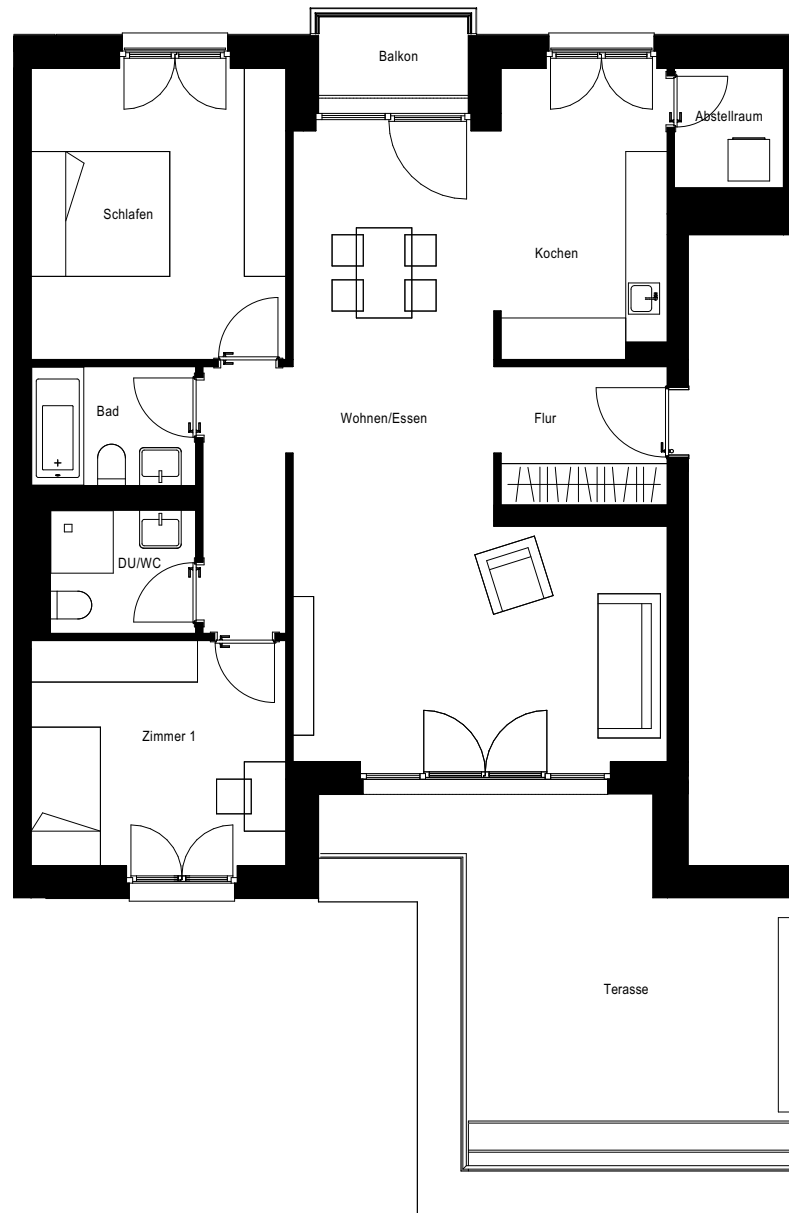 Balkon
Abstellraum
Schlafen
Kochen
Bad
Wohnen/Essen
Flur
DU/WC
Zimmer 1
Terasse